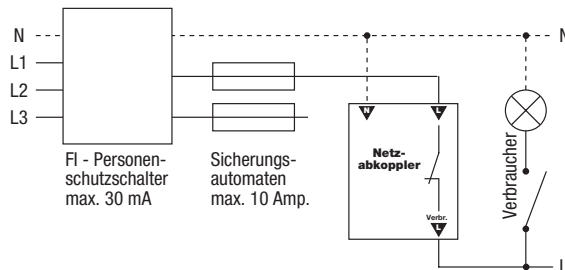 N
N
L1
L2
L3
N
L
Netz-
abkoppler
Verbr.
L
Verbraucher
FI - Personen-
schutzschalter
max. 30 mA
Sicherungs-
automaten
max. 10 Amp.
L